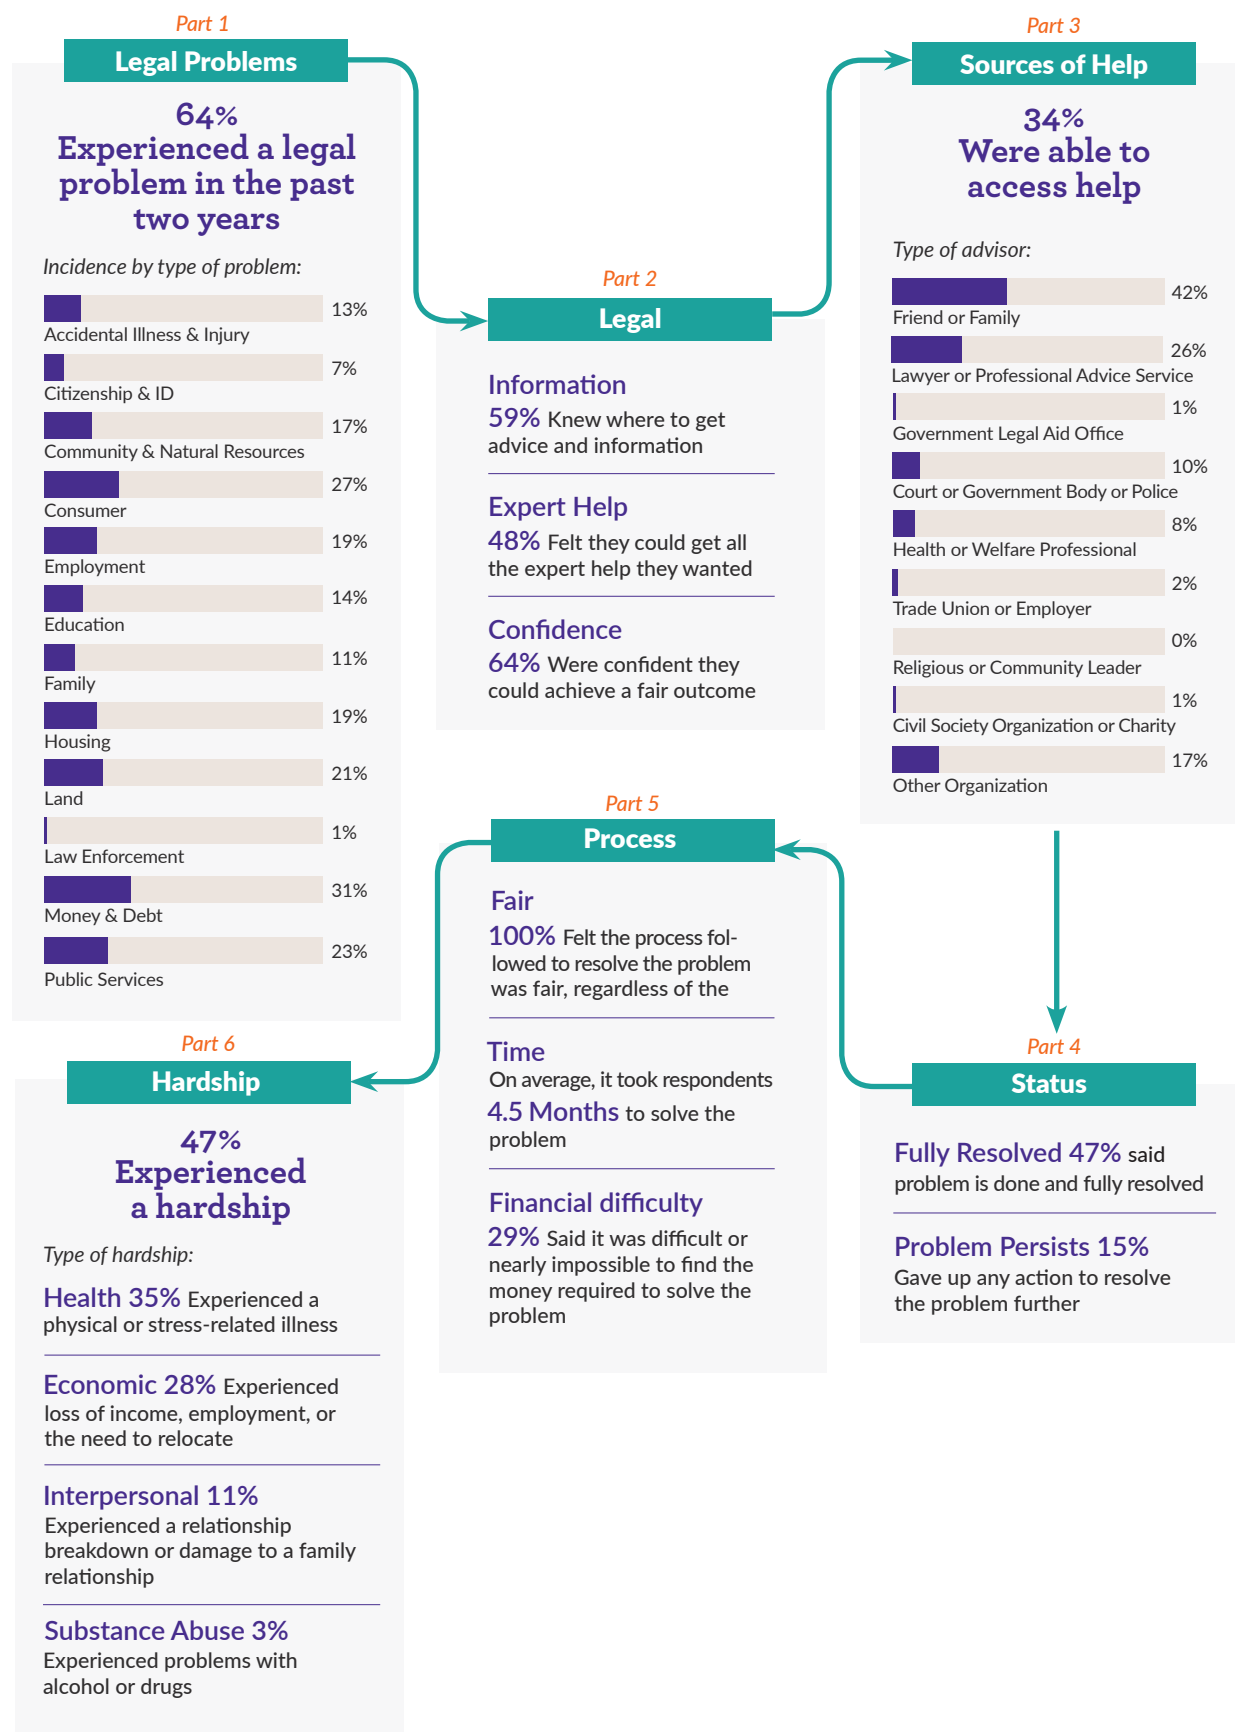 Part 1
Legal Problems
64%
Experienced a legal
problem in the past
two years
Incidence by type of problem:
13%
Accidental Illness & Injury
7%
Citizenship & ID
17%
Community & Natural Resources
27%
Consumer
19%
Employment
14%
Education
11%
Family
19%
Housing
21%
Land
1%
Law Enforcement
31%
Money & Debt
23%
Public Services
Part 2
Legal
Information
59% Knew where to get
advice and information
Expert Help
48% Felt they could get all
the expert help they wanted
Confidence
64% Were confident they
could achieve a fair outcome
Part 3
Sources of Help
34%
Were able to
access help
Type of advisor:
42%
Friend or Family
26%
Lawyer or Professional Advice Service
1%
Government Legal Aid Office
10%
Court or Government Body or Police
8%
Health or Welfare Professional
2%
Trade Union or Employer
0%
Religious or Community Leader
1%
Civil Society Organization or Charity
17%
Other Organization
Part 4
Status
Fully Resolved 47% said
problem is done and fully resolved
Problem Persists 15%
Gave up any action to resolve
the problem further
Part 5
Process
Fair
100% Felt the process fol-
lowed to resolve the problem
was fair, regardless of the
Time
On average, it took respondents
4.5 Months to solve the
problem
Financial difficulty
29% Said it was difficult or
nearly impossible to find the
money required to solve the
problem
Part 6
Hardship
47%
Experienced
a hardship
Type of hardship:
Health 35% Experienced a
physical or stress-related illness
Economic 28% Experienced
loss of income, employment, or
the need to relocate
Interpersonal 11%
Experienced a relationship
breakdown or damage to a family
relationship
Substance Abuse 3%
Experienced problems with
alcohol or drugs